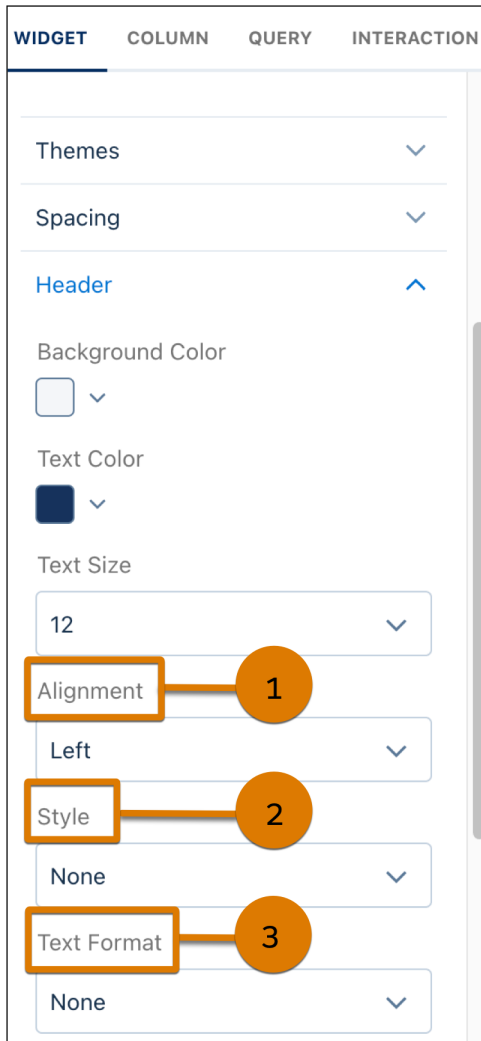 WIDGET COLUMN QUERY INTERACTION
Themes
Spacing
Header
Background Color
Text Color
Text Size
12
Alignment 1
Left
Style 2
None
Text Format 3
None